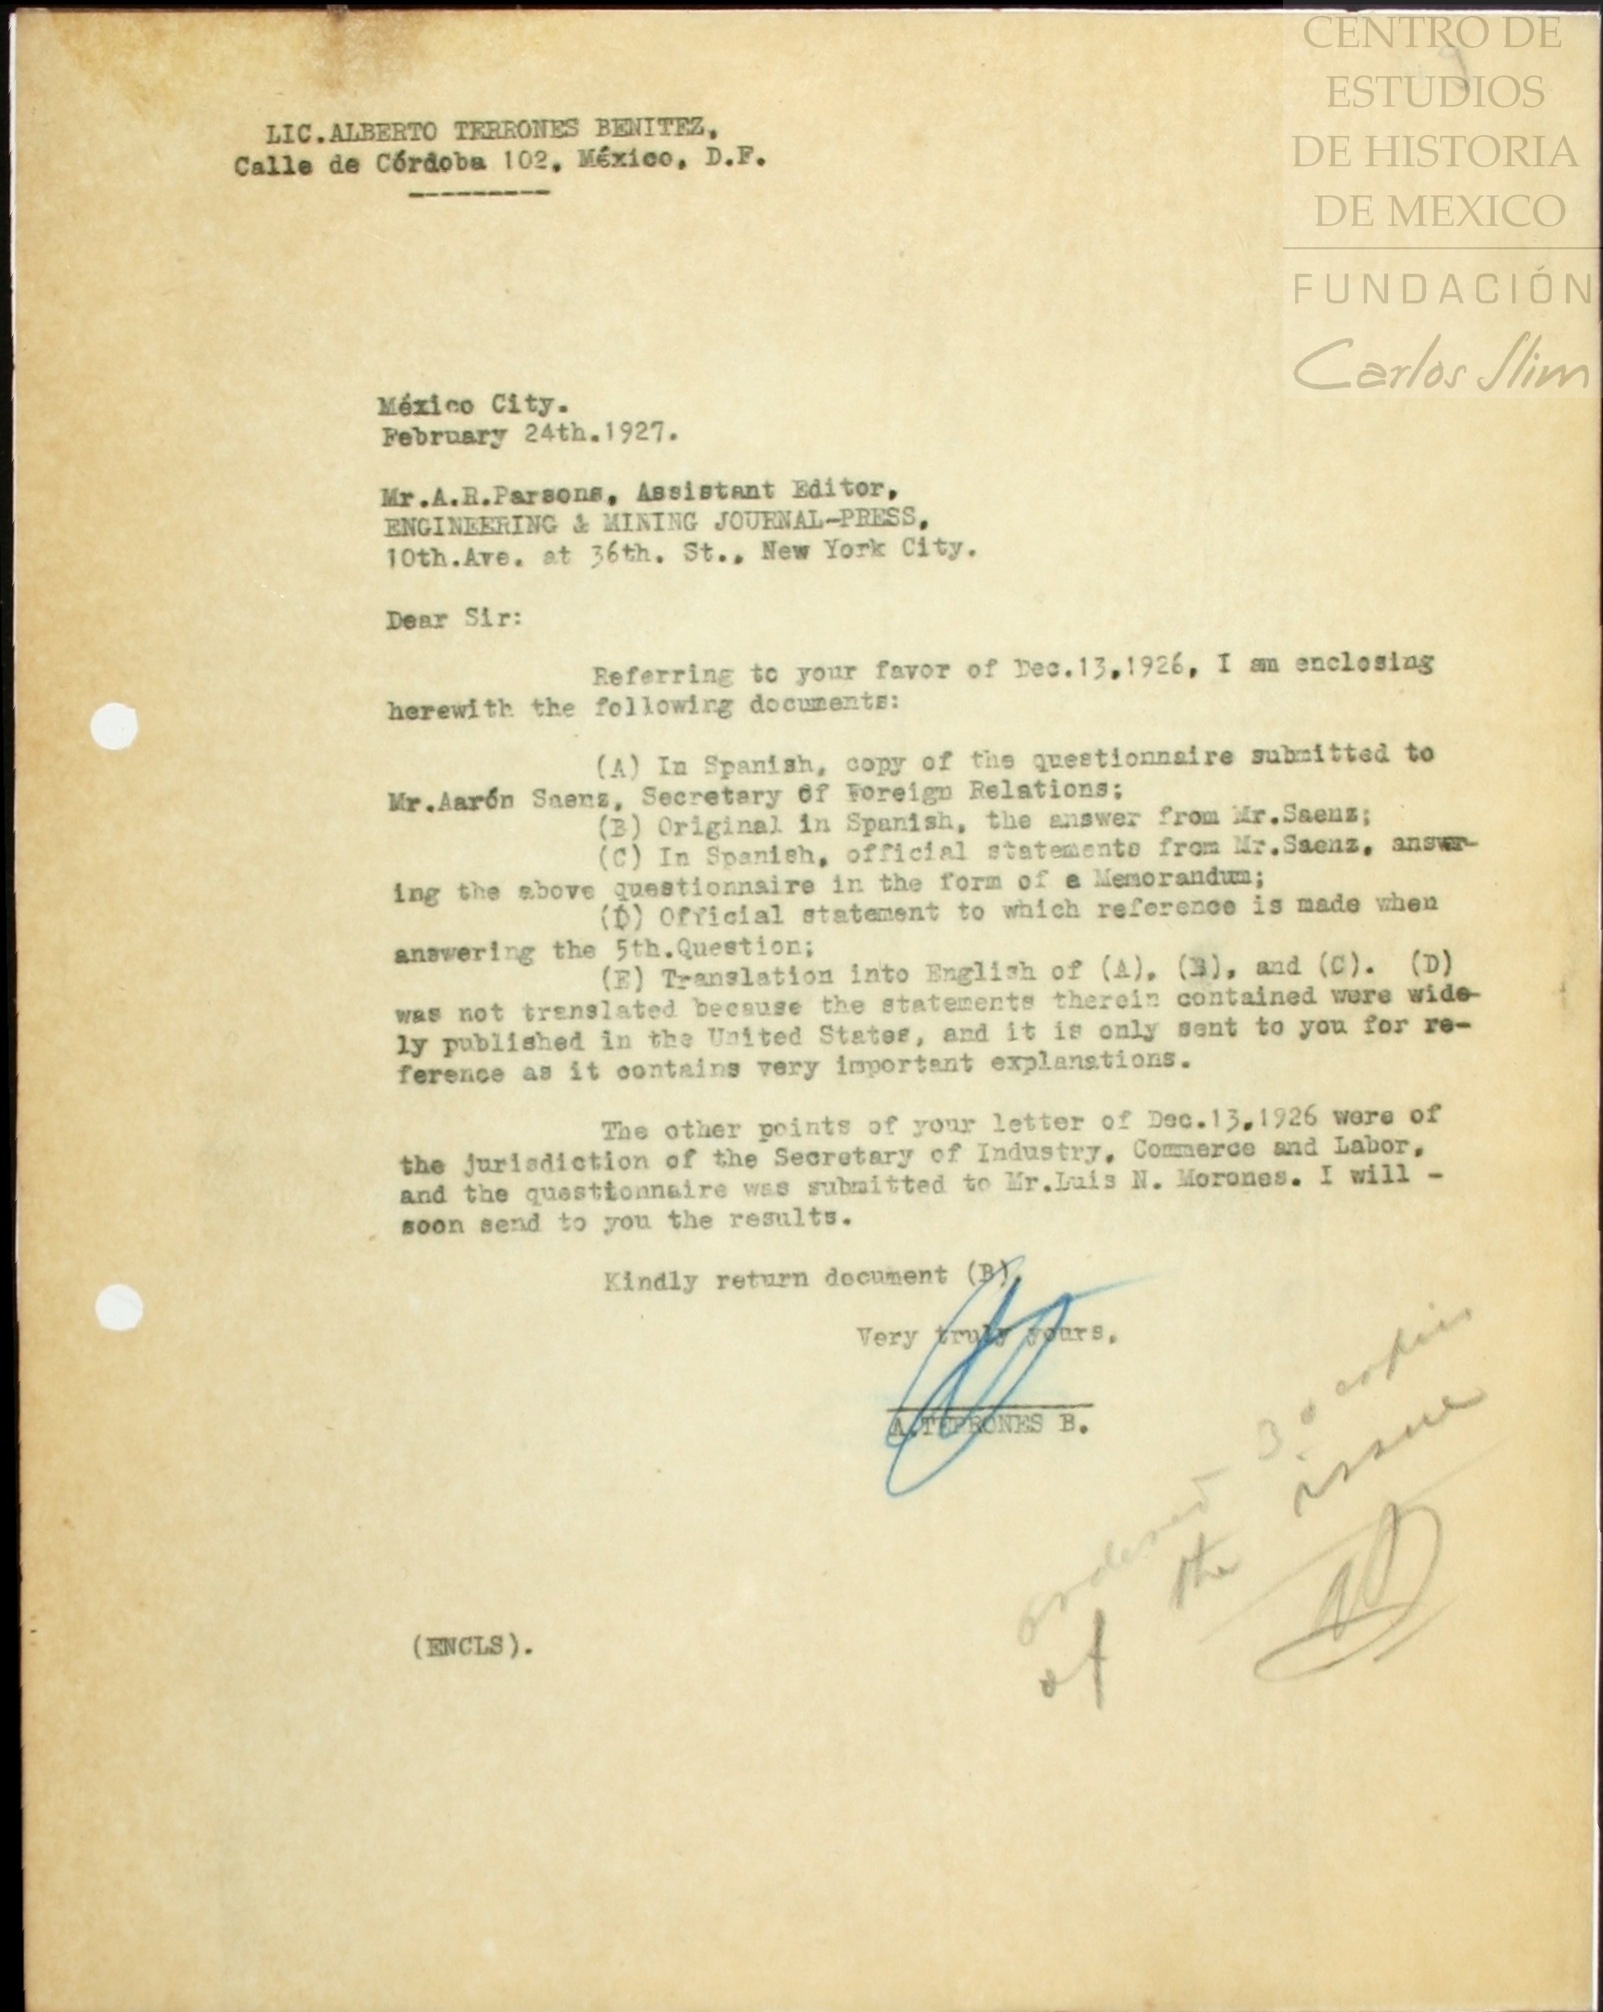 CENTRO DE
ESTUDIOS
DE HISTORIA
DE MEXICO
FUNDACIÓN
Carlos Slim
LIC.ALBERTO TERRONES BENITEZ,
Calle de Córdoba 102, México, D.F.
México City.
February 24th.1927.
Mr.A.R.Parsons, Assistant Editor,
ENGINEERING & MINING JOURNAL-PRESS,
10th.Ave. at 36th. St., New York City.
Dear Sir:
Referring to your favor of Dec.13,1926, I am enclosing
herewith the following documents:
(A) In Spanish, copy of the questionnaire submitted to
Mr.Aarón Saenz, Secretary of Foreign Relations;
(B) Original in Spanish, the answer from Mr.Saenz;
(C) In Spanish, official statements from Mr.Saenz, answr-
ing the above questionnaire in the form of a Memorandum;
(D) Official statement to which reference is made when
answering the 5th.Question;
(E) Translation into English of (A), (B), and (C). (D)
was not translated because the statements therein contained were wide-
ly published in the United States, and it is only sent to you for re-
ference as it contains very important explanations.
The other points of your letter of Dec.13,1926 were of
the jurisdiction of the Secretary of Industry, Commerce and Labor,
and the questionnaire was submitted to Mr.Luis N. Morones. I will -
soon send to you the results.
Kindly return document (B).
Very truly yours,
A.TERRONES B.
ordered 30 copies
of the issue
(ENCLS).